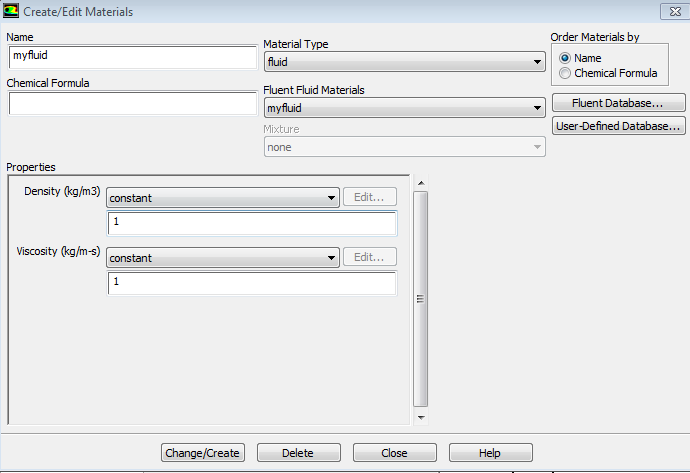 Create/Edit Materials
Name
myfluid
Material Type
fluid
Order Materials by
Name
Chemical Formula
Chemical Formula
Fluent Fluid Materials
myfluid
Fluent Database...
User-Defined Database...
Mixture
none
Properties
Density (kg/m3)
constant
Edit...
1
Viscosity (kg/m-s)
constant
Edit...
1
Change/Create
Delete
Close
Help